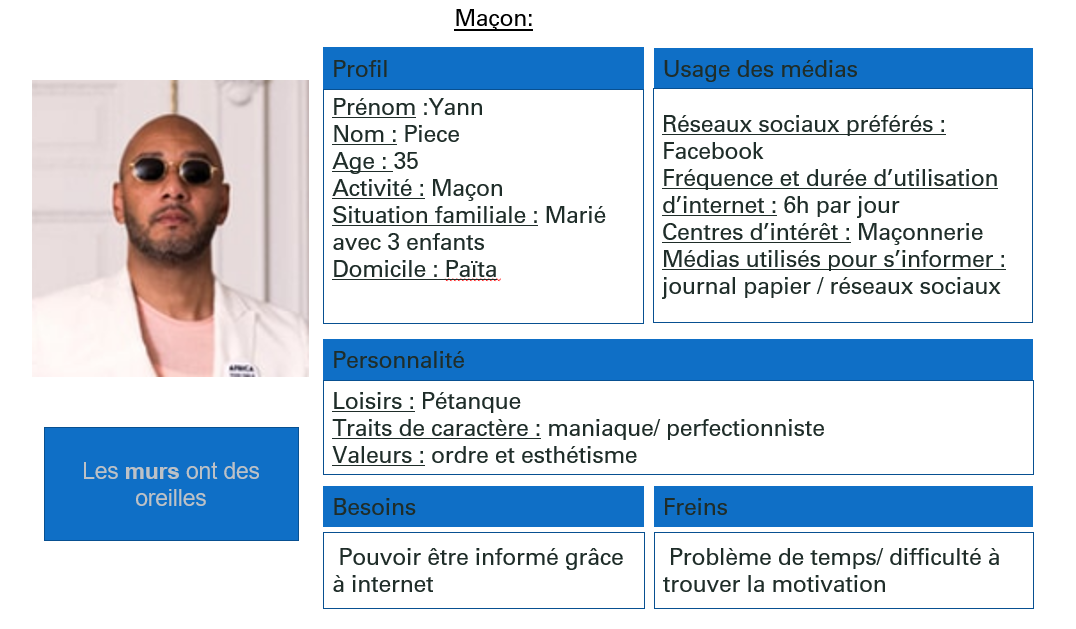 Maçon:
Profil
Prénom :Yann
Nom : Piece
Age : 35
Activité : Maçon
Situation familiale : Marié
avec 3 enfants
Domicile : Païta
Usage des médias
Réseaux sociaux préférés :
Facebook
Fréquence et durée d’utilisation
d’internet : 6h par jour
Centres d’intérêt : Maçonnerie
Médias utilisés pour s’informer :
journal papier / réseaux sociaux
Personnalité
Loisirs : Pétanque
Traits de caractère : maniaque/ perfectionniste
Valeurs : ordre et esthétisme
Les murs ont des
oreilles
Besoins
Pouvoir être informé grâce
à internet
Freins
Problème de temps/ difficulté à
trouver la motivation
AFRICA